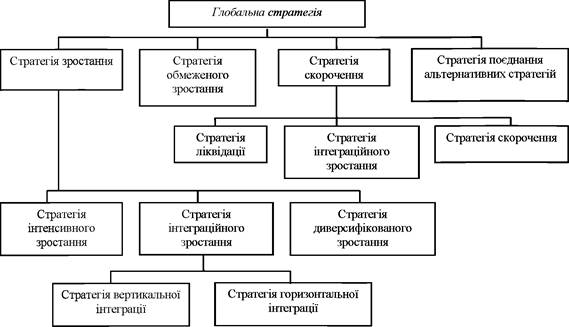 Глобальна стратегія
Стратегія зростання
Стратегія
обмеженого
зростання
Стратегія
скорочення
Стратегія поєднання
альтернативних стратегій
Стратегія
ліквідації
Стратегія
інтеграційного
зростання
Стратегія скорочення
Стратегія
інтенсивного
зростання
Стратегія
інтеграційного
зростання
Стратегія
диверсифікованого
зростання
Стратегія вертикальної
інтеграції
Стратегія горизонтальної
інтеграції